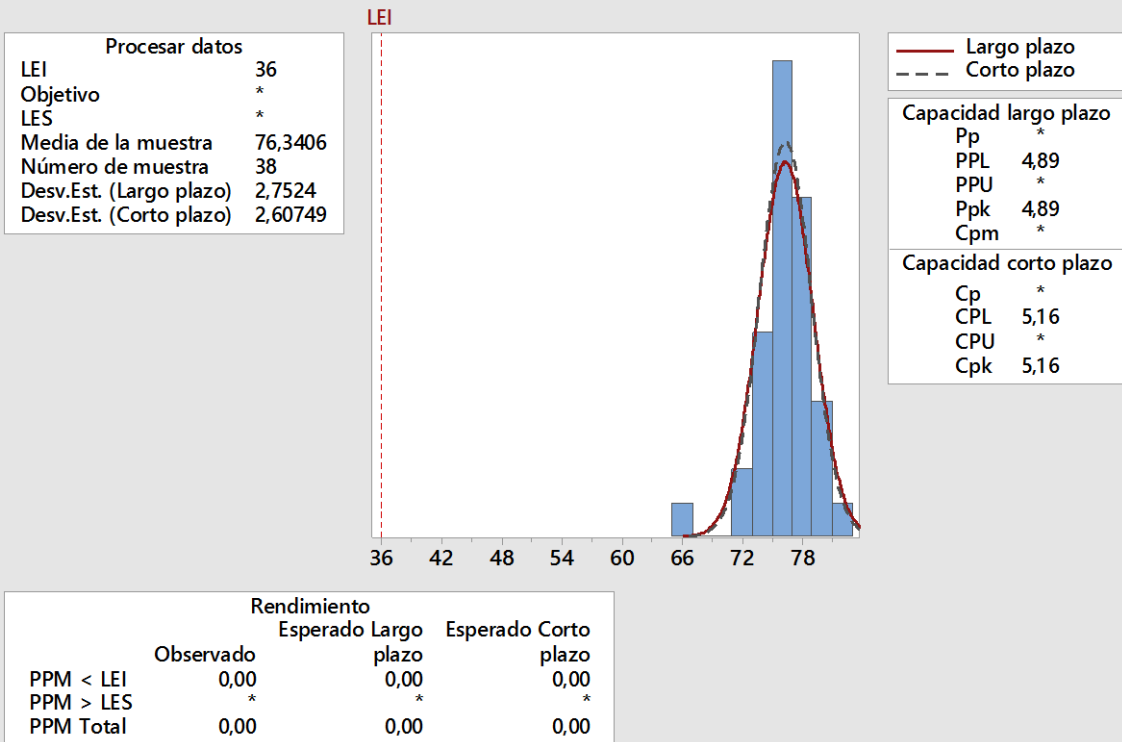 LEI
Procesar datos
LEI 36
Objetivo *
LES *
Media de la muestra 76,3406
Número de muestra 38
Desv.Est. (Largo plazo) 2,7524
Desv.Est. (Corto plazo) 2,60749
Largo plazo
Corto plazo
Capacidad largo plazo
Pp *
PPL 4,89
PPU *
Ppk 4,89
Cpm *
Capacidad corto plazo
Cp *
CPL 5,16
CPU *
Cpk 5,16
36 42 48 54 60 66 72 78
Rendimiento
Esperado Largo Esperado Corto
Observado plazo plazo
PPM < LEI 0,00 0,00 0,00
PPM > LES * * *
PPM Total 0,00 0,00 0,00